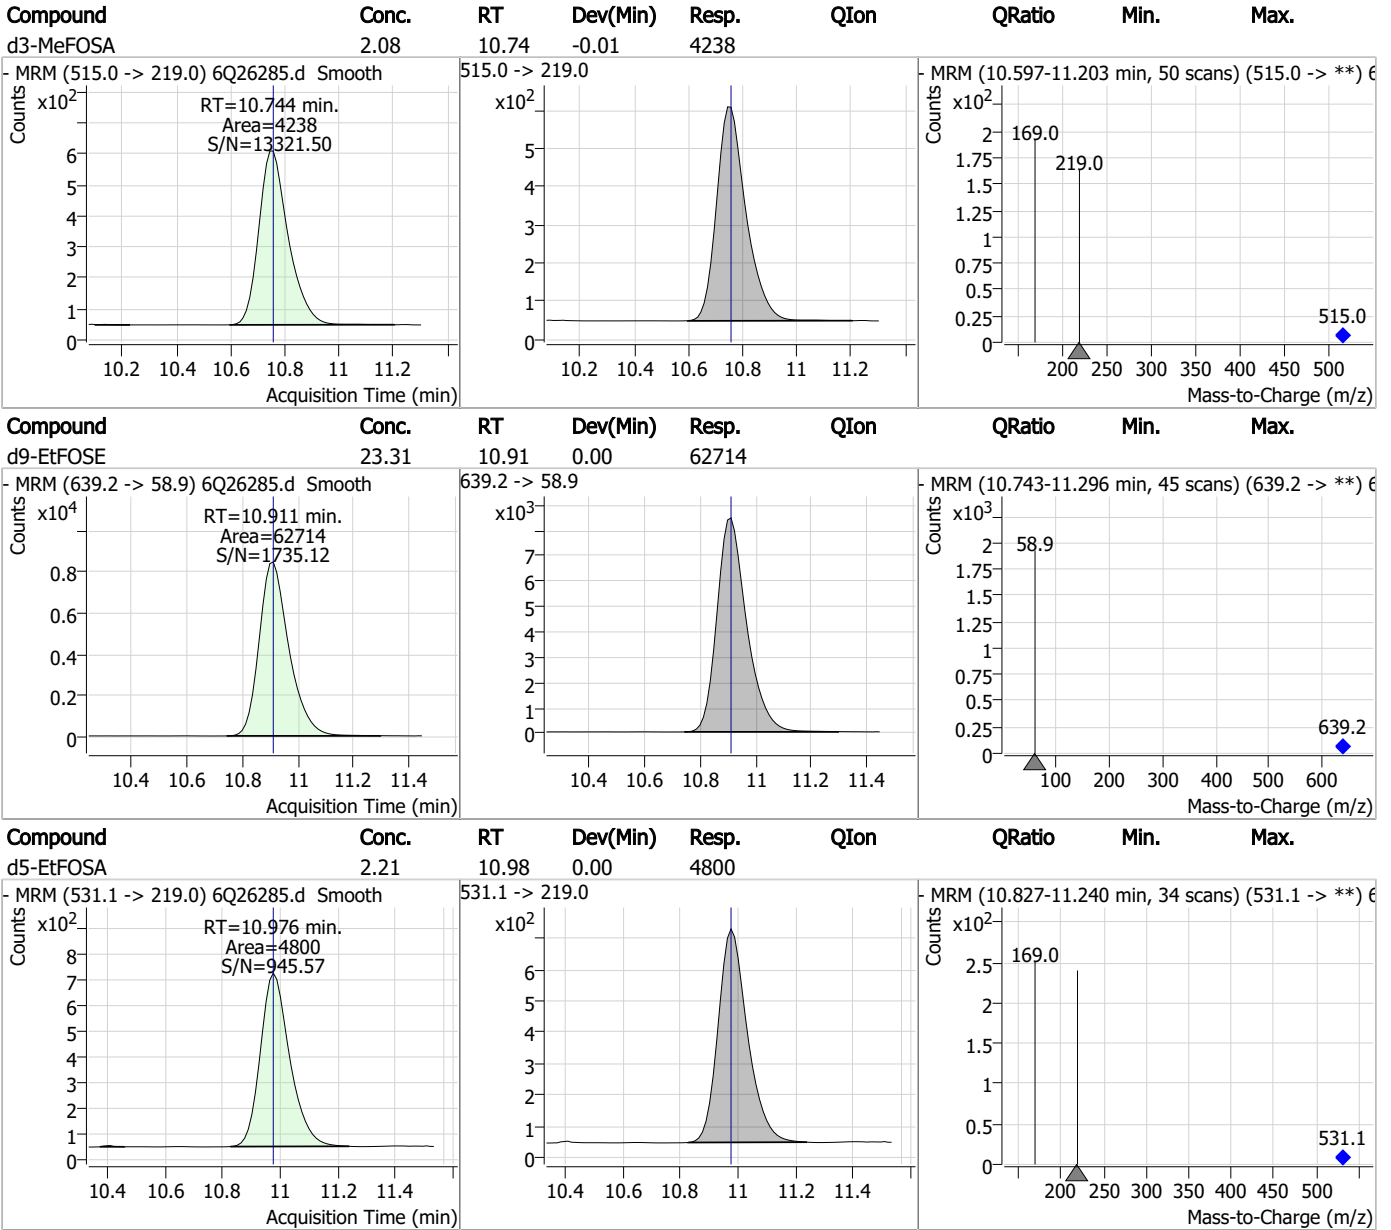 Compound Conc. RT Dev(Min) Resp. QIon QRatio Min. Max.
d3-MeFOSA 2.08 10.74 -0.01 4238
- MRM (515.0 -> 219.0) 6Q26285.d Smooth
Counts
x10²
RT=10.744 min.
Area=4238
S/N=13321.50
6
5
4
3
2
1
0
10.2 10.4 10.6 10.8 11 11.2
Acquisition Time (min)
515.0 -> 219.0
x10²
5
4
3
2
1
0
10.2 10.4 10.6 10.8 11 11.2
- MRM (10.597-11.203 min, 50 scans) (515.0 -> **) 6
Counts
x10²
2
1.75
1.5
1.25
1
0.75
0.5
0.25
0
169.0
219.0
515.0
200 250 300 350 400 450 500
Mass-to-Charge (m/z)
Compound Conc. RT Dev(Min) Resp. QIon QRatio Min. Max.
d9-EtFOSE 23.31 10.91 0.00 62714
- MRM (639.2 -> 58.9) 6Q26285.d Smooth
Counts
x10⁴
RT=10.911 min.
Area=62714
S/N=1735.12
0.8
0.6
0.4
0.2
0
10.4 10.6 10.8 11 11.2 11.4
Acquisition Time (min)
639.2 -> 58.9
x10³
7
6
5
4
3
2
1
0
10.4 10.6 10.8 11 11.2 11.4
- MRM (10.743-11.296 min, 45 scans) (639.2 -> **) 6
Counts
x10³
2
1.75
1.5
1.25
1
0.75
0.5
0.25
0
58.9
639.2
100 200 300 400 500 600
Mass-to-Charge (m/z)
Compound Conc. RT Dev(Min) Resp. QIon QRatio Min. Max.
d5-EtFOSA 2.21 10.98 0.00 4800
- MRM (531.1 -> 219.0) 6Q26285.d Smooth
Counts
x10²
RT=10.976 min.
Area=4800
S/N=945.57
8
7
6
5
4
3
2
1
0
10.4 10.6 10.8 11 11.2 11.4
Acquisition Time (min)
531.1 -> 219.0
x10²
6
5
4
3
2
1
0
10.4 10.6 10.8 11 11.2 11.4
- MRM (10.827-11.240 min, 34 scans) (531.1 -> **) 6
Counts
x10²
2.5
2
1.5
1
0.5
0
169.0
531.1
200 250 300 350 400 450 500
Mass-to-Charge (m/z)